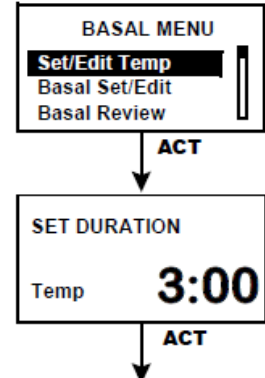 BASAL MENU
Set/Edit Temp
Basal Set/Edit
Basal Review
ACT
SET DURATION
Temp 3:00
ACT